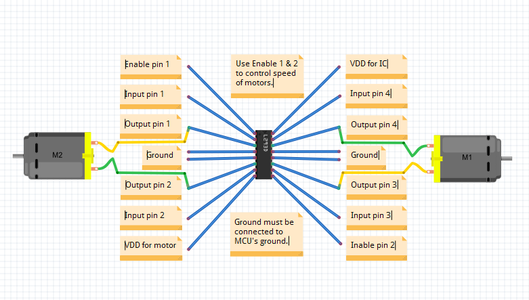 Enable pin 1
Input pin 1
Output pin 1
Ground
Output pin 2
Input pin 2
VDD for motor
M2
Use Enable 1 & 2
to control speed
of motors.
Ground must be
connected to
MCU's ground.
VDD for IC
Input pin 4
Output pin 4
Ground
Output pin 3
Input pin 3
Enable pin 2
M1